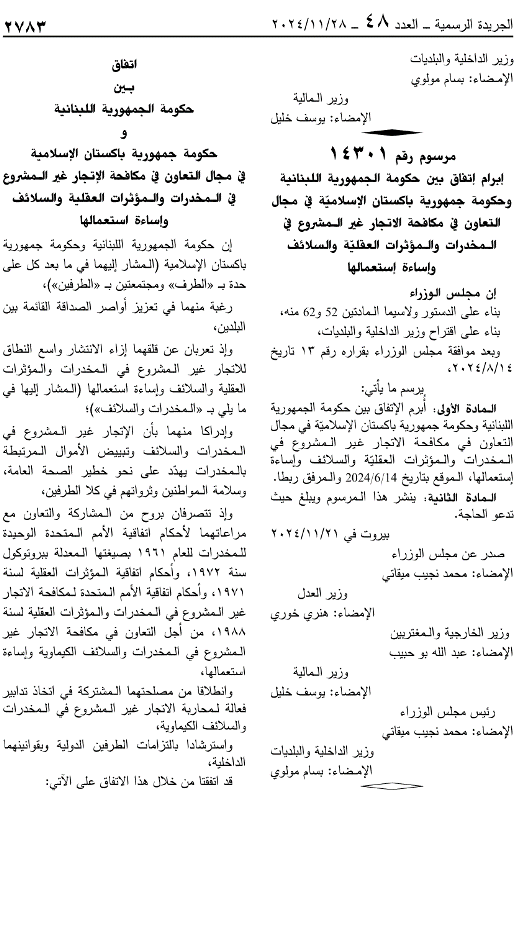 الجريدة الرسمية ــ العدد ٤٨ ــ ٢٠٢٤/١١/٢٨
٢٧٨٣
وزير الداخلية والبلديات
الإمضاء: بسام مولوي
وزير المالية
الإمضاء: يوسف خليل
مرسوم رقم ١٤٣٠١
إبرام إتفاق بين حكومة الجمهورية اللبنانية
وحكومة جمهورية باكستان الإسلاميّة في مجال
التعاون في مكافحة الاتجار غير المشروع في
المخدرات والمؤثرات العقليّة والسلائف
وإساءة إستعمالها
إن مجلس الوزراء
بناء على الدستور ولاسيما المادتين 52 و62 منه،
بناء على اقتراح وزير الداخلية والبلديات،
وبعد موافقة مجلس الوزراء بقراره رقم ١٣ تاريخ
٢٠٢٤/٨/١٤،
يرسم ما يأتي:
المادة الأولى: أُبرم الإتفاق بين حكومة الجمهورية
اللبنانية وحكومة جمهورية باكستان الإسلاميّة في مجال
التعاون في مكافحة الاتجار غير المشروع في
المخدرات والمؤثرات العقليّة والسلائف وإساءة
إستعمالها، الموقع بتاريخ 2024/6/14 والمرفق ربطا.
المادة الثانية: ينشر هذا المرسوم ويبلغ حيث
تدعو الحاجة.
بيروت في ٢٠٢٤/١١/٢١
صدر عن مجلس الوزراء
الإمضاء: محمد نجيب ميقاتي
وزير العدل
الإمضاء: هنري خوري
وزير الخارجية والمغتربين
الإمضاء: عبد الله بو حبيب
وزير المالية
الإمضاء: يوسف خليل
رئيس مجلس الوزراء
الإمضاء: محمد نجيب ميقاتي
وزير الداخلية والبلديات
الإمضاء: بسام مولوي
اتفاق
بين
حكومة الجمهورية اللبنانية
و
حكومة جمهورية باكستان الإسلامية
في مجال التعاون في مكافحة الإتجار غير المشروع
في المخدرات والمؤثرات العقلية والسلائف
وإساءة استعمالها
إن حكومة الجمهورية اللبنانية وحكومة جمهورية
باكستان الإسلامية (المشار إليهما في ما بعد كل على
حدة بـ «الطرف» ومجتمعتين بـ «الطرفين»)،
رغبة منهما في تعزيز أواصر الصداقة القائمة بين
البلدين،
وإذ تعربان عن قلقهما إزاء الانتشار واسع النطاق
للاتجار غير المشروع في المخدرات والمؤثرات
العقلية والسلائف وإساءة استعمالها (المشار إليها في
ما يلي بـ «المخدرات والسلائف»)؛
وإدراكا منهما بأن الإتجار غير المشروع في
المخدرات والسلائف وتبييض الأموال المرتبطة
بالمخدرات يهدّد على نحو خطير الصحة العامة،
وسلامة المواطنين وثرواتهم في كلا الطرفين،
وإذ تتصرفان بروح من المشاركة والتعاون مع
مراعاتهما لأحكام اتفاقية الأمم المتحدة الوحيدة
للمخدرات للعام ١٩٦١ بصيغتها المعدلة ببروتوكول
سنة ١٩٧٢، وأحكام اتفاقية المؤثرات العقلية لسنة
١٩٧١، وأحكام اتفاقية الأمم المتحدة لمكافحة الاتجار
غير المشروع في المخدرات والمؤثرات العقلية لسنة
١٩٨٨، من أجل التعاون في مكافحة الاتجار غير
المشروع في المخدرات والسلائف الكيماوية وإساءة
استعمالها،
وانطلاقا من مصلحتهما المشتركة في اتخاذ تدابير
فعالة لمحاربة الاتجار غير المشروع في المخدرات
والسلائف الكيماوية،
واسترشادا بالتزامات الطرفين الدولية وبقوانينهما
الداخلية،
قد اتفقتا من خلال هذا الاتفاق على الآتي: